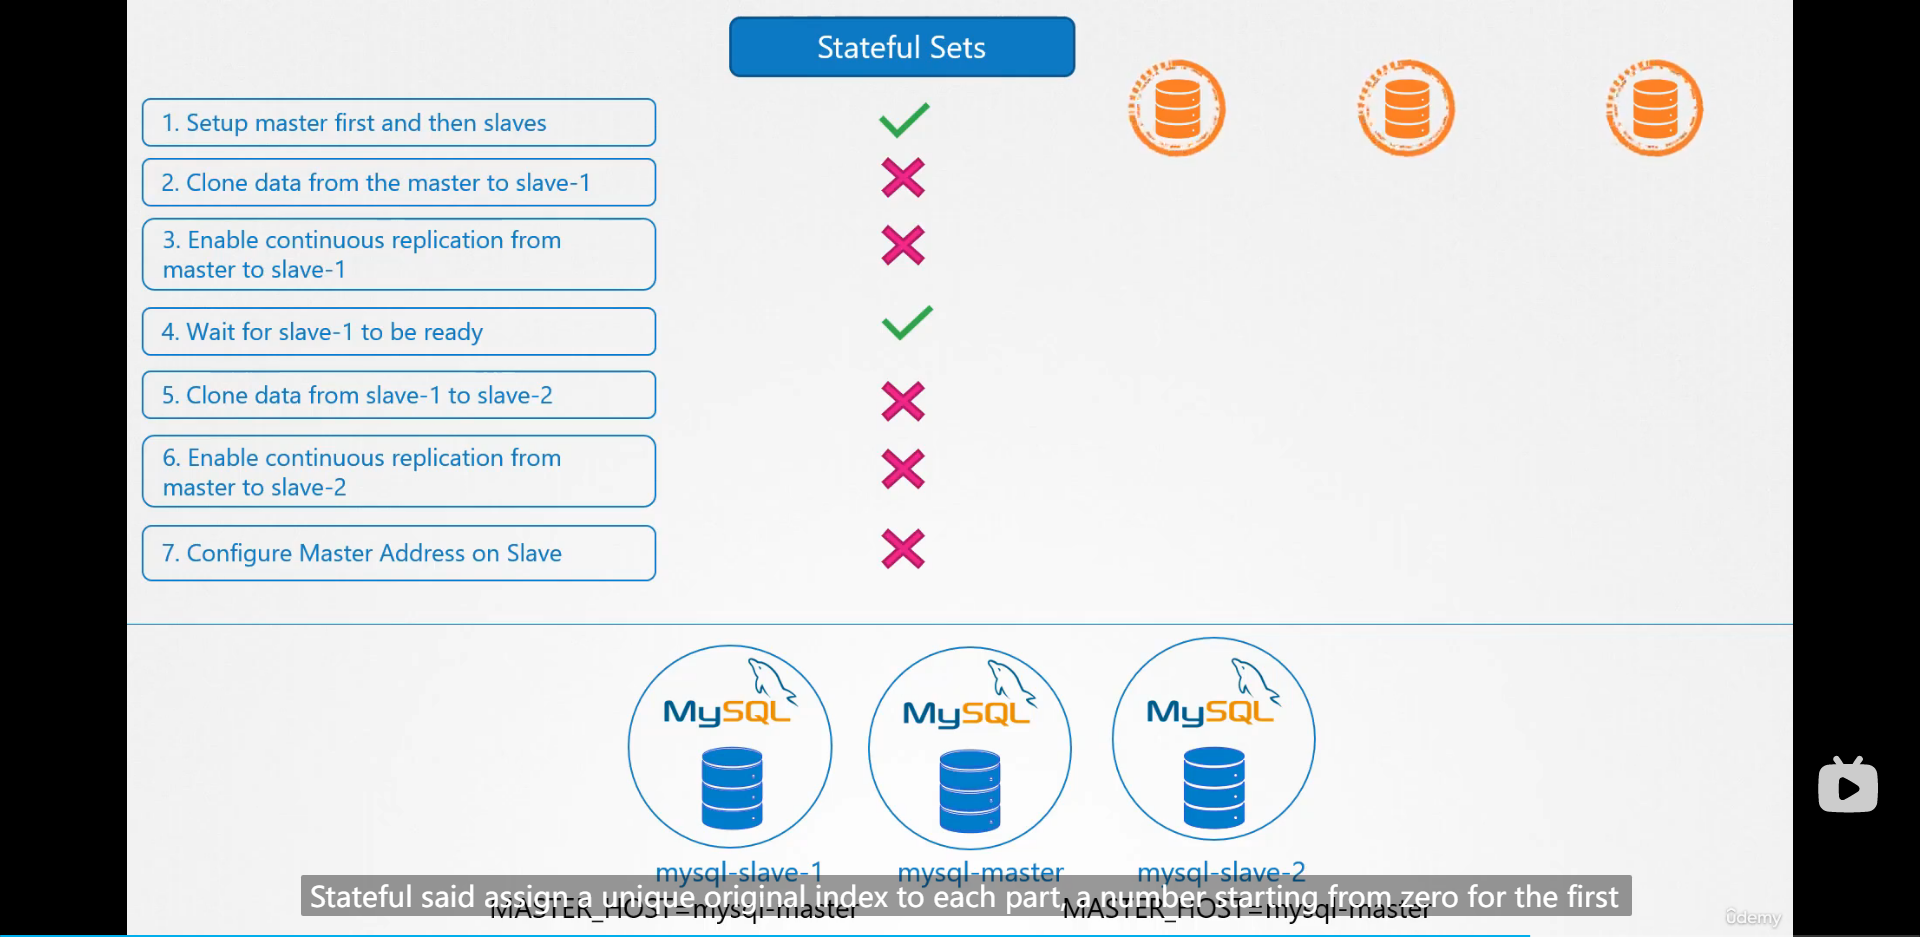 Stateful Sets
1. Setup master first and then slaves
2. Clone data from the master to slave-1
3. Enable continuous replication from
master to slave-1
4. Wait for slave-1 to be ready
5. Clone data from slave-1 to slave-2
6. Enable continuous replication from
master to slave-2
7. Configure Master Address on Slave
MySQL
MySQL
MySQL
mysql-slave-1
mysql-master
mysql-slave-2
Stateful said assign a unique original index to each part, a number starting from zero for the first
MASTER_HOST=mysql-master
MASTER_HOST=mysql-master
ûdemy